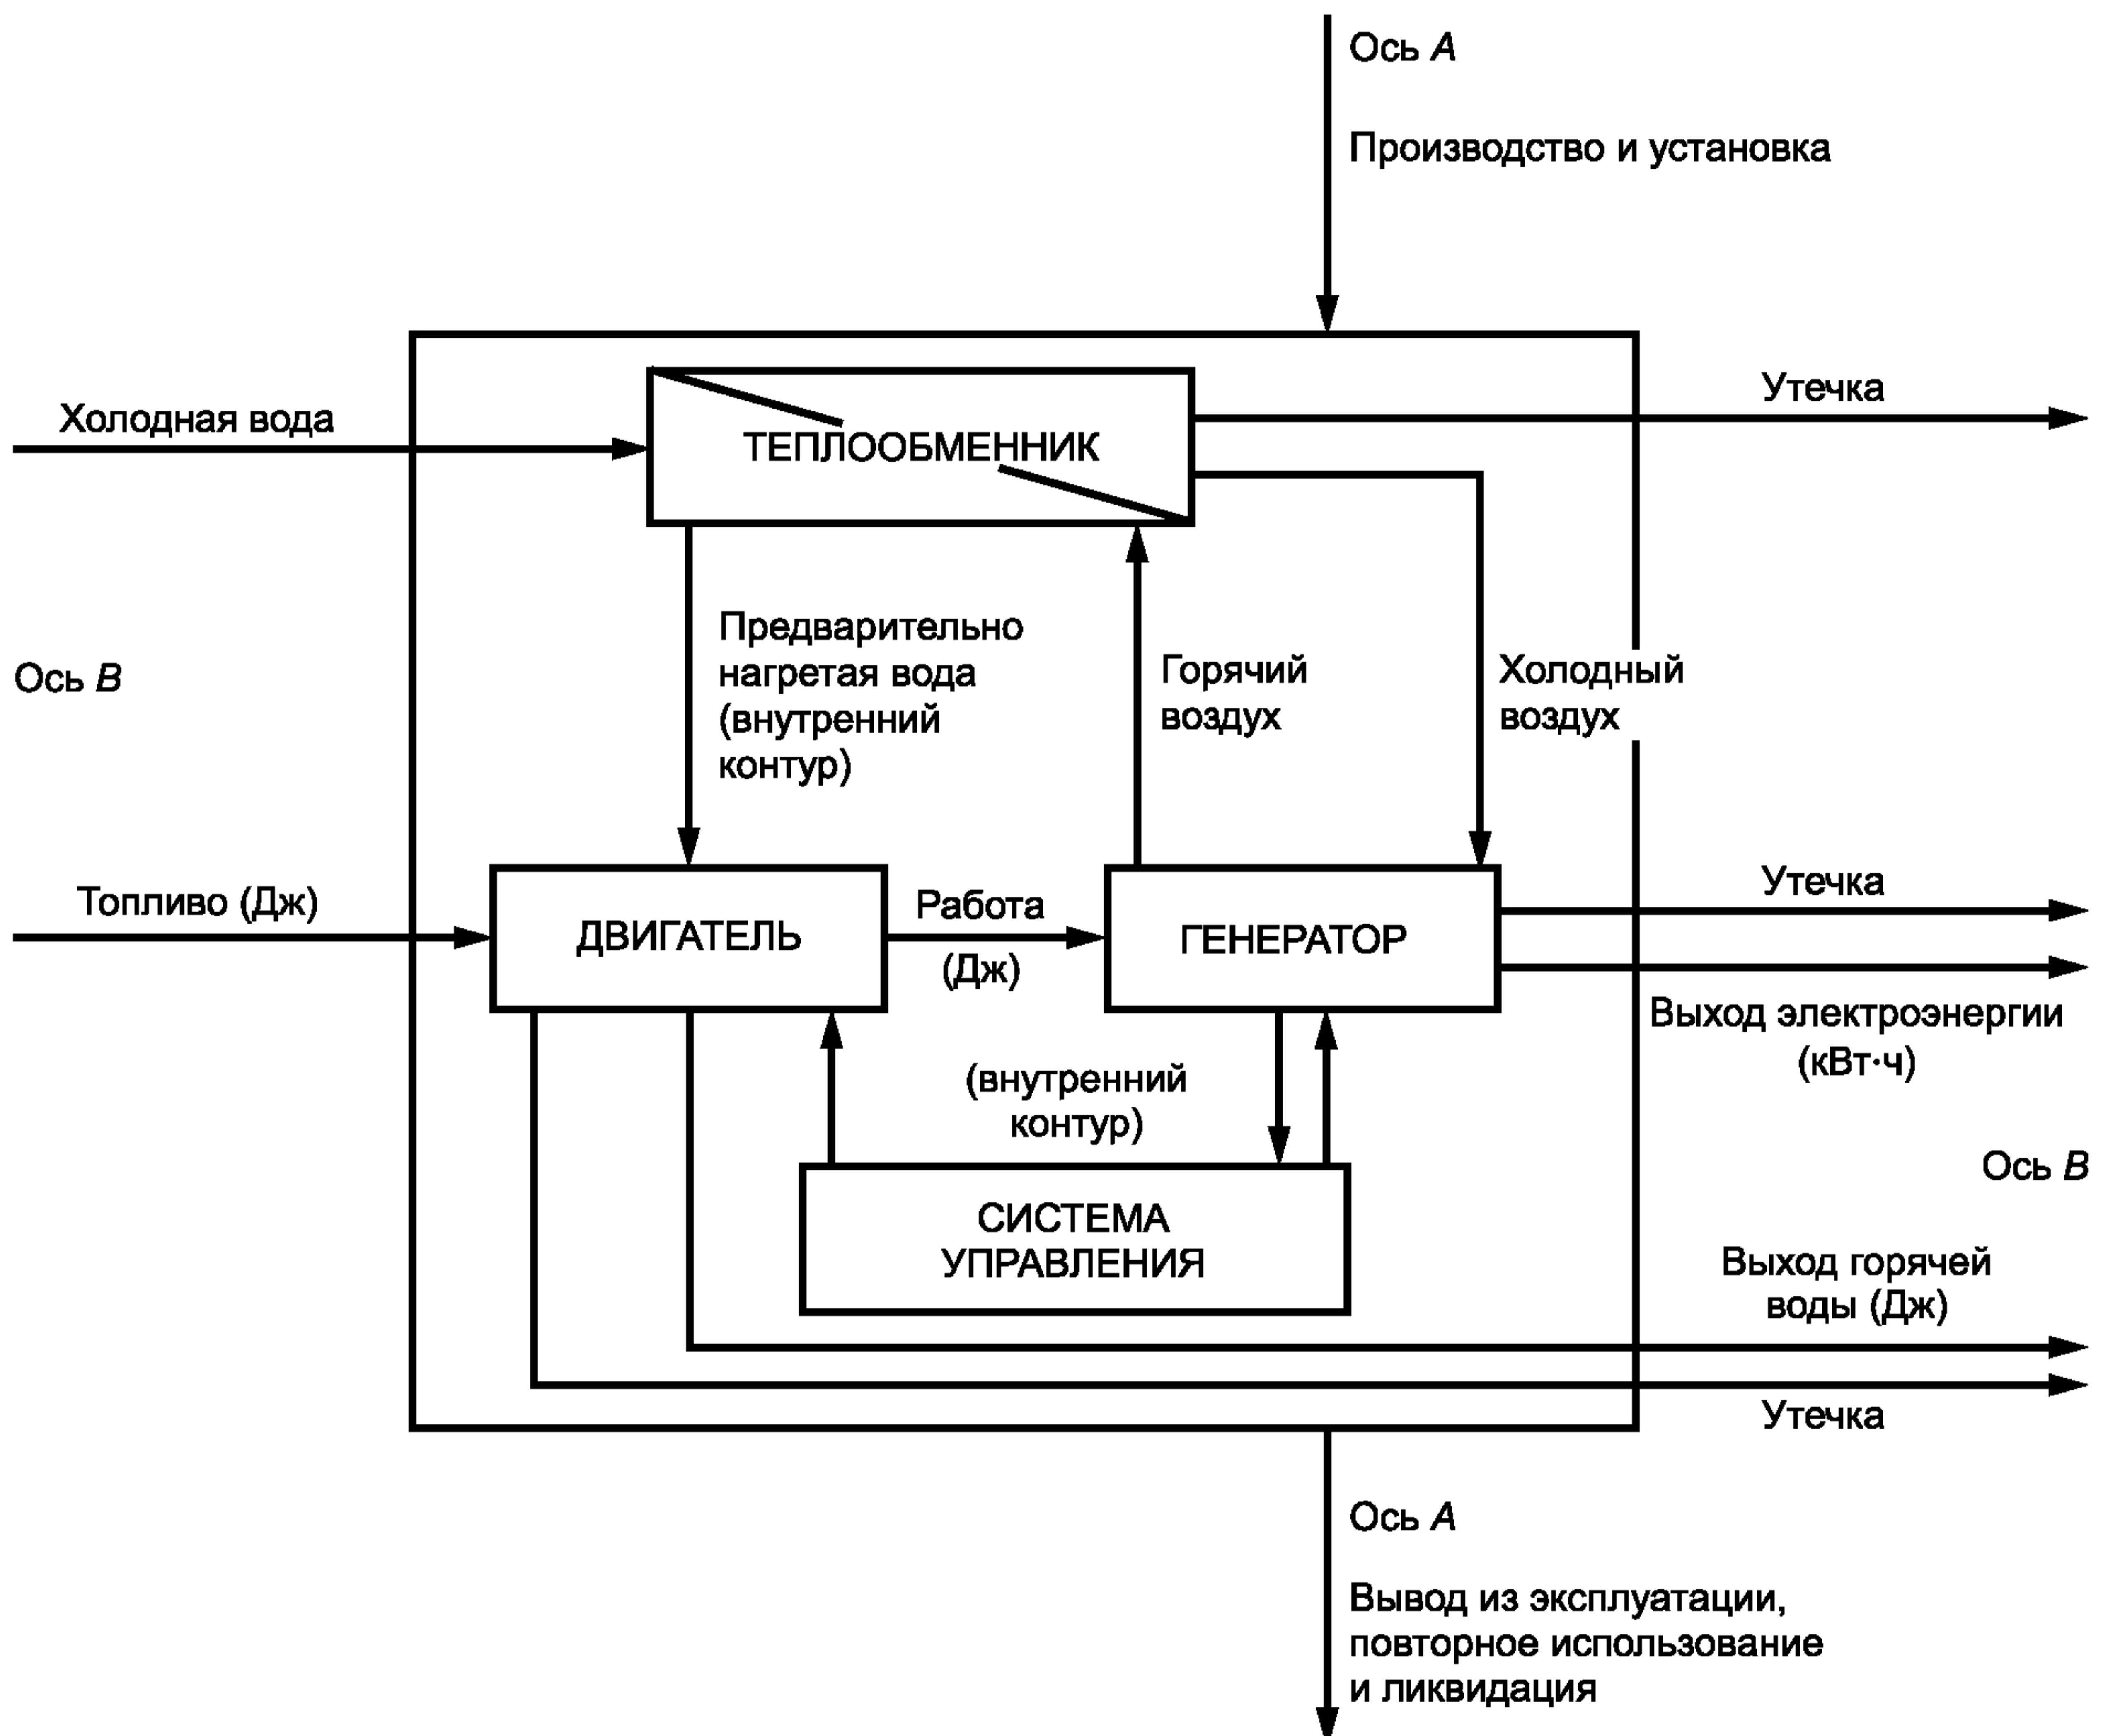 Ось A
Производство и установка
Утечка
Холодная вода
ТЕПЛООБМЕННИК
Предварительно
нагретая вода
(внутренний
контур)
Горячий
воздух
Холодный
воздух
Ось B
Топливо (Дж)
ДВИГАТЕЛЬ
Работа
(Дж)
ГЕНЕРАТОР
Утечка
Выход электроэнергии
(кВт·ч)
(внутренний
контур)
Ось B
СИСТЕМА
УПРАВЛЕНИЯ
Выход горячей
воды (Дж)
Утечка
Ось A
Вывод из эксплуатации,
повторное использование
и ликвидация